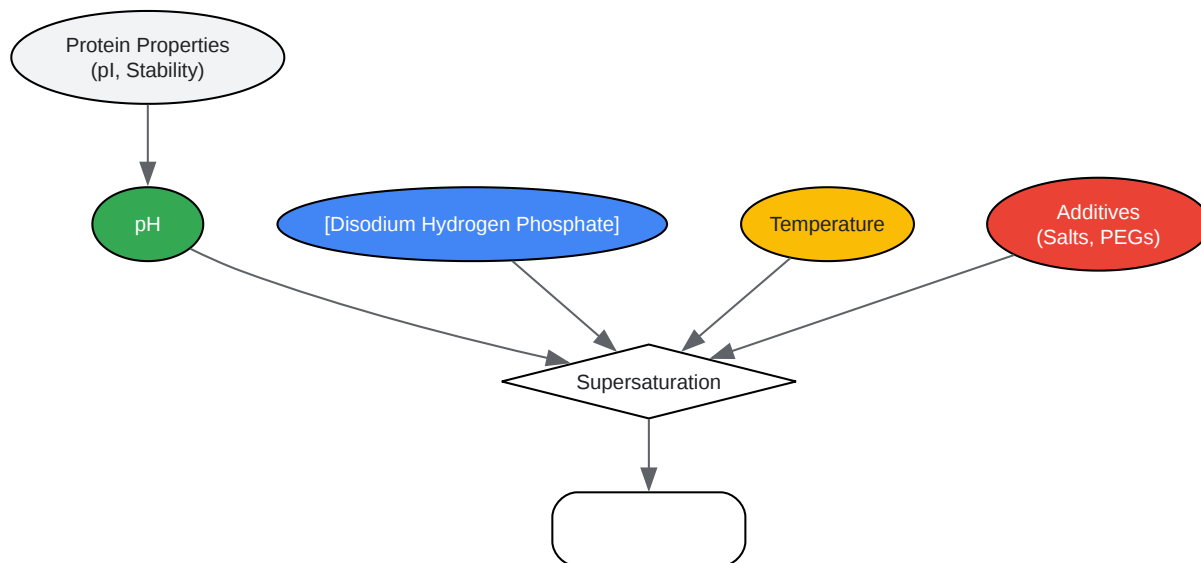 Protein Properties
(pI, Stability)
pH
[Disodium Hydrogen Phosphate]
Temperature
Additives
(Salts, PEGs)
Supersaturation